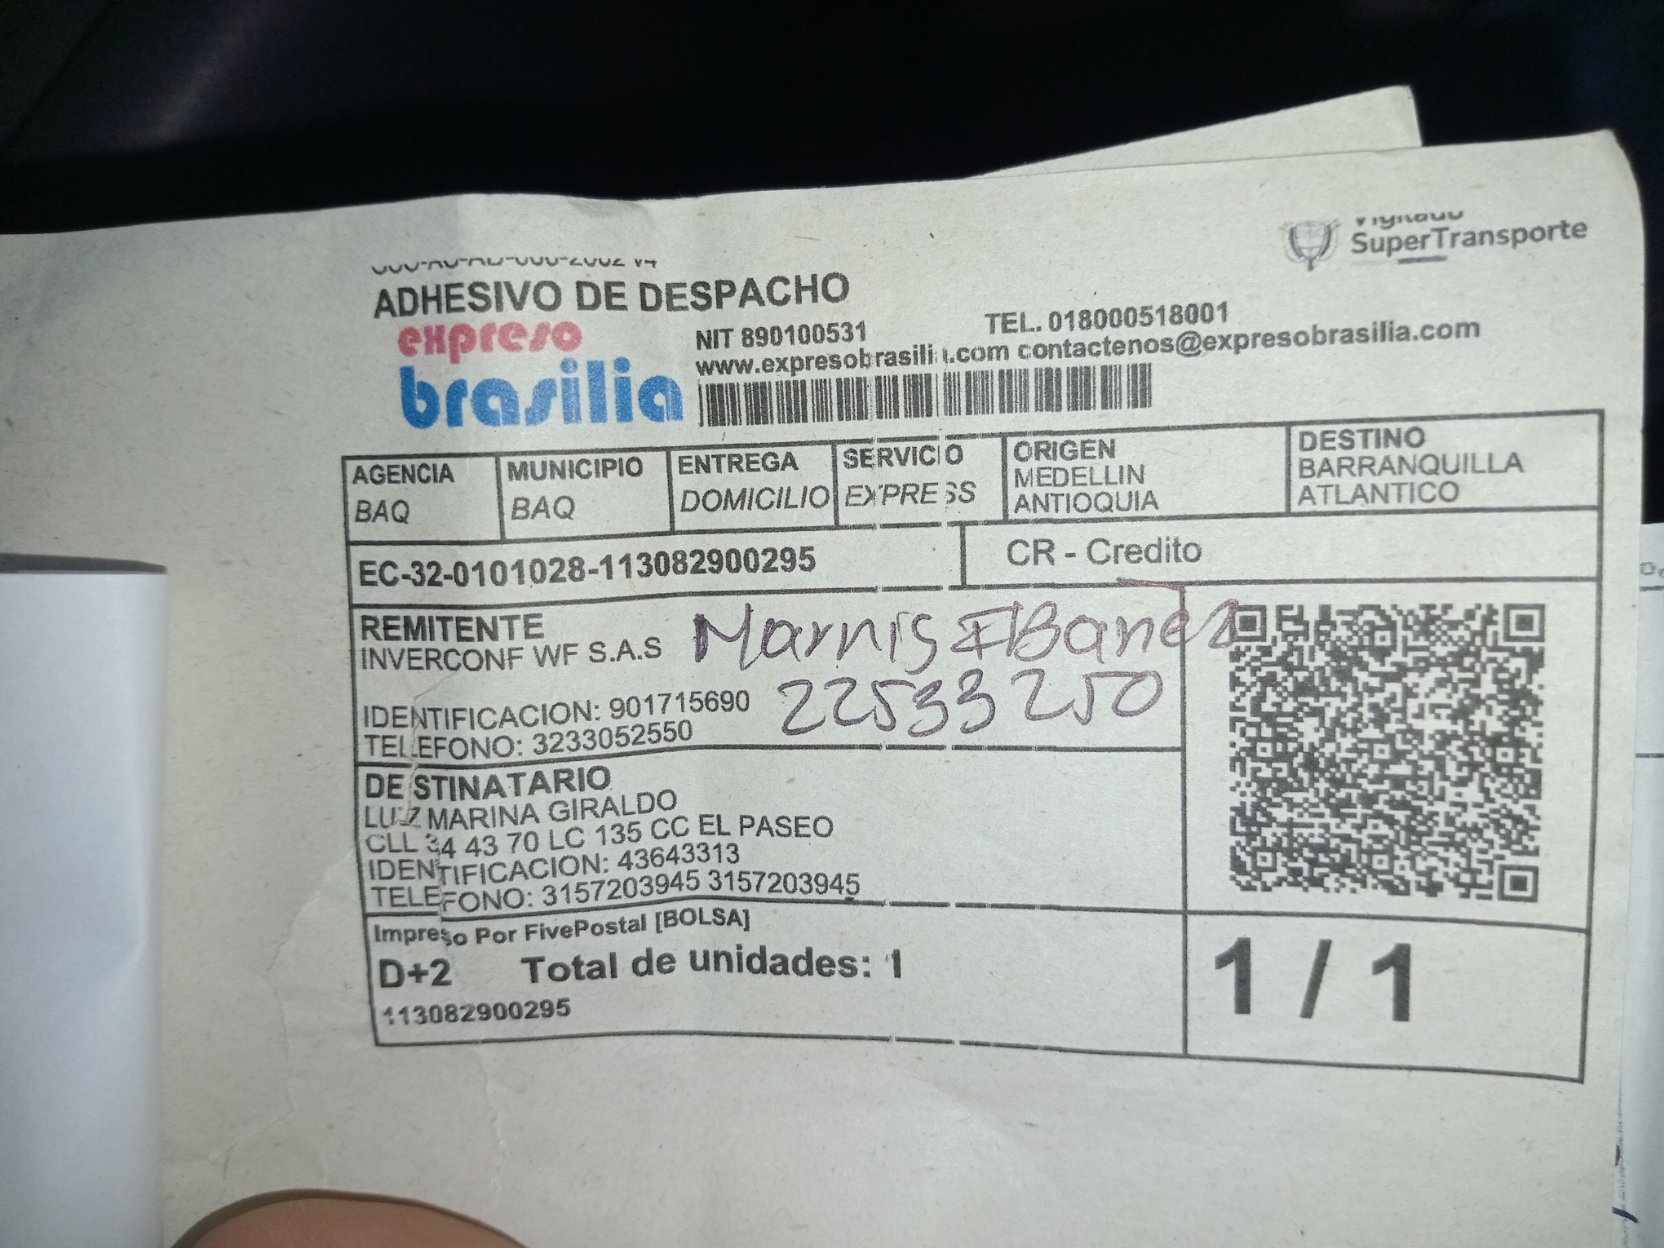 SuperTransporte
ADHESIVO DE DESPACHO
expreso
brasilia
NIT 890100531 TEL. 018000518001
www.expresobrasilia.com contactenos@expresobrasilia.com
AGENCIA
BAQ
MUNICIPIO
BAQ
ENTREGA
DOMICILIO
SERVICIO
EXPRESS
ORIGEN
MEDELLIN
ANTIOQUIA
DESTINO
BARRANQUILLA
ATLANTICO
EC-32-0101028-113082900295
CR - Credito
REMITENTE
INVERCONF WF S.A.S
Marnis IBanez
22533250
IDENTIFICACION: 901715690
TELEFONO: 3233052550
DESTINATARIO
LUZ MARINA GIRALDO
CLL 34 43 70 LC 135 CC EL PASEO
IDENTIFICACION: 43643313
TELEFONO: 3157203945 3157203945
Impreso Por FivePostal [BOLSA]
D+2 Total de unidades: 1
113082900295
1 / 1